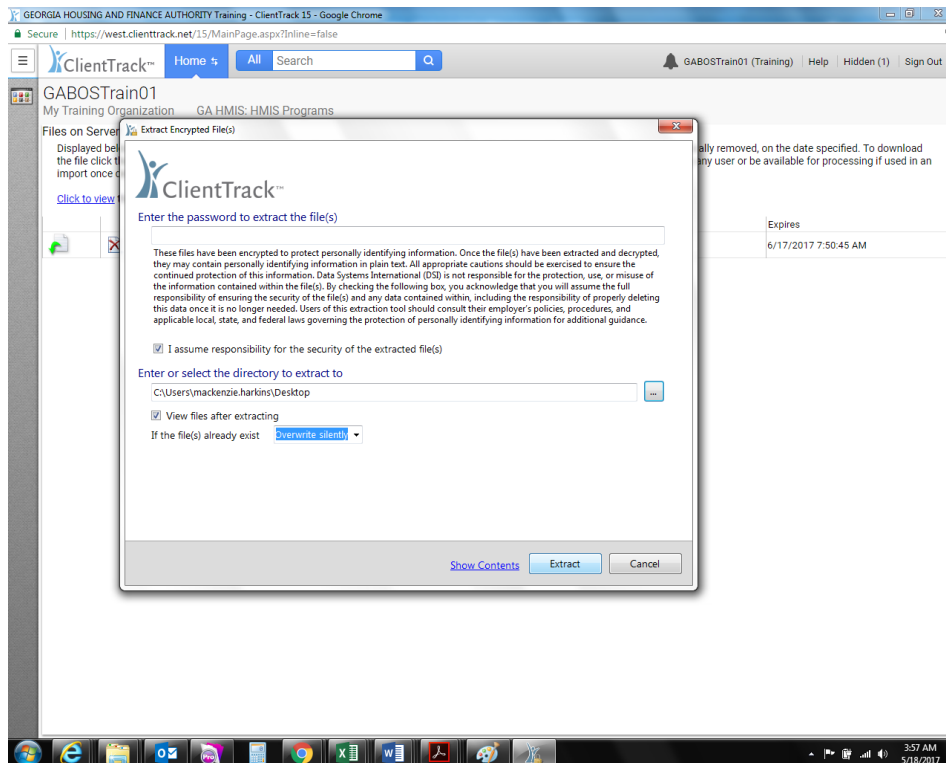 GEORGIA HOUSING AND FINANCE AUTHORITY Training - ClientTrack 15 - Google Chrome
Secure | https://west.clienttrack.net/15/MainPage.aspx?Inline=false
ClientTrack™ Home All Search GABOSTrain01 (Training) Help Hidden (1) Sign Out
GABOSTrain01
My Training Organization GA HMIS: HMIS Programs
Files on Server
Displayed bel ally removed, on the date specified. To download
the file click t any user or be available for processing if used in an
import once
Click to view
Expires
6/17/2017 7:50:45 AM
Extract Encrypted File(s)
ClientTrack™
Enter the password to extract the file(s)
These files have been encrypted to protect personally identifying information. Once the file(s) have been extracted and decrypted,
they may contain personally identifying information in plain text. All appropriate cautions should be exercised to ensure the
continued protection of this information. Data Systems International (DSI) is not responsible for the protection, use, or misuse of
the information contained within the file(s). By checking the following box, you acknowledge that you will assume the full
responsibility of ensuring the security of the file(s) and any data contained within, including the responsibility of properly deleting
this data once it is no longer needed. Users of this extraction tool should consult their employer's policies, procedures, and
applicable local, state, and federal laws governing the protection of personally identifying information for additional guidance.
I assume responsibility for the security of the extracted file(s)
Enter or select the directory to extract to
C:\Users\mackenzie.harkins\Desktop
...
View files after extracting
If the file(s) already exist Overwrite silently
Show Contents Extract Cancel
3:57 AM
5/18/2017